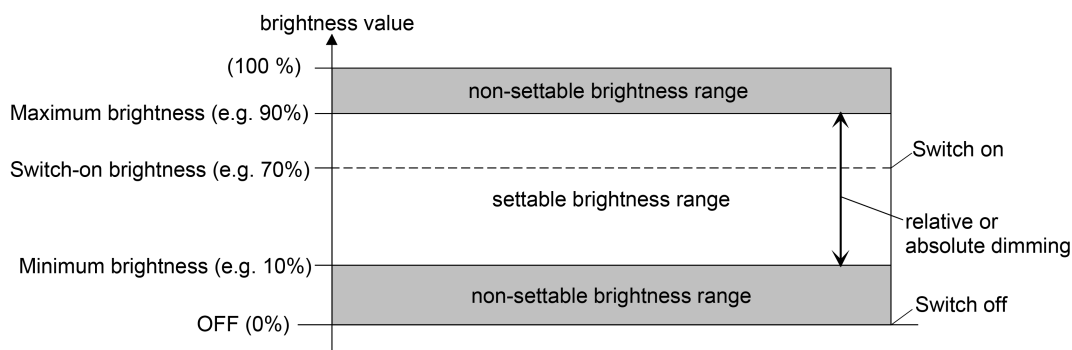 brightness value
(100 %)
non-settable brightness range
Maximum brightness (e.g. 90%)
Switch on
Switch-on brightness (e.g. 70%)
settable brightness range
relative or
absolute dimming
Minimum brightness (e.g. 10%)
non-settable brightness range
Switch off
OFF (0%)